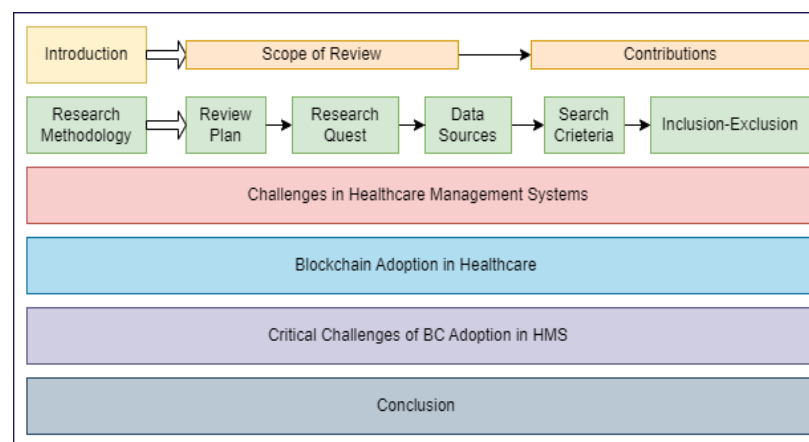 Introduction
Scope of Review
Contributions
Research
Methodology
Review
Plan
Research
Quest
Data
Sources
Search
Crieteria
Inclusion-Exclusion
Challenges in Healthcare Management Systems
Blockchain Adoption in Healthcare
Critical Challenges of BC Adoption in HMS
Conclusion